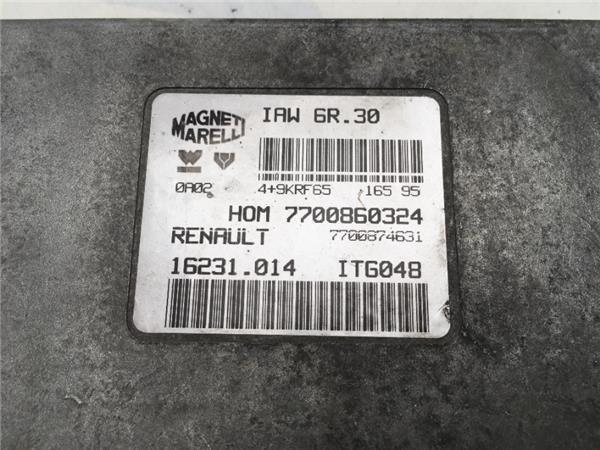 MAGNETI
MARELLI
IAW 6R.30
0A02
4+9KRF65
165 95
HOM 7700860324
RENAULT
7700874631
16231.014
ITG048